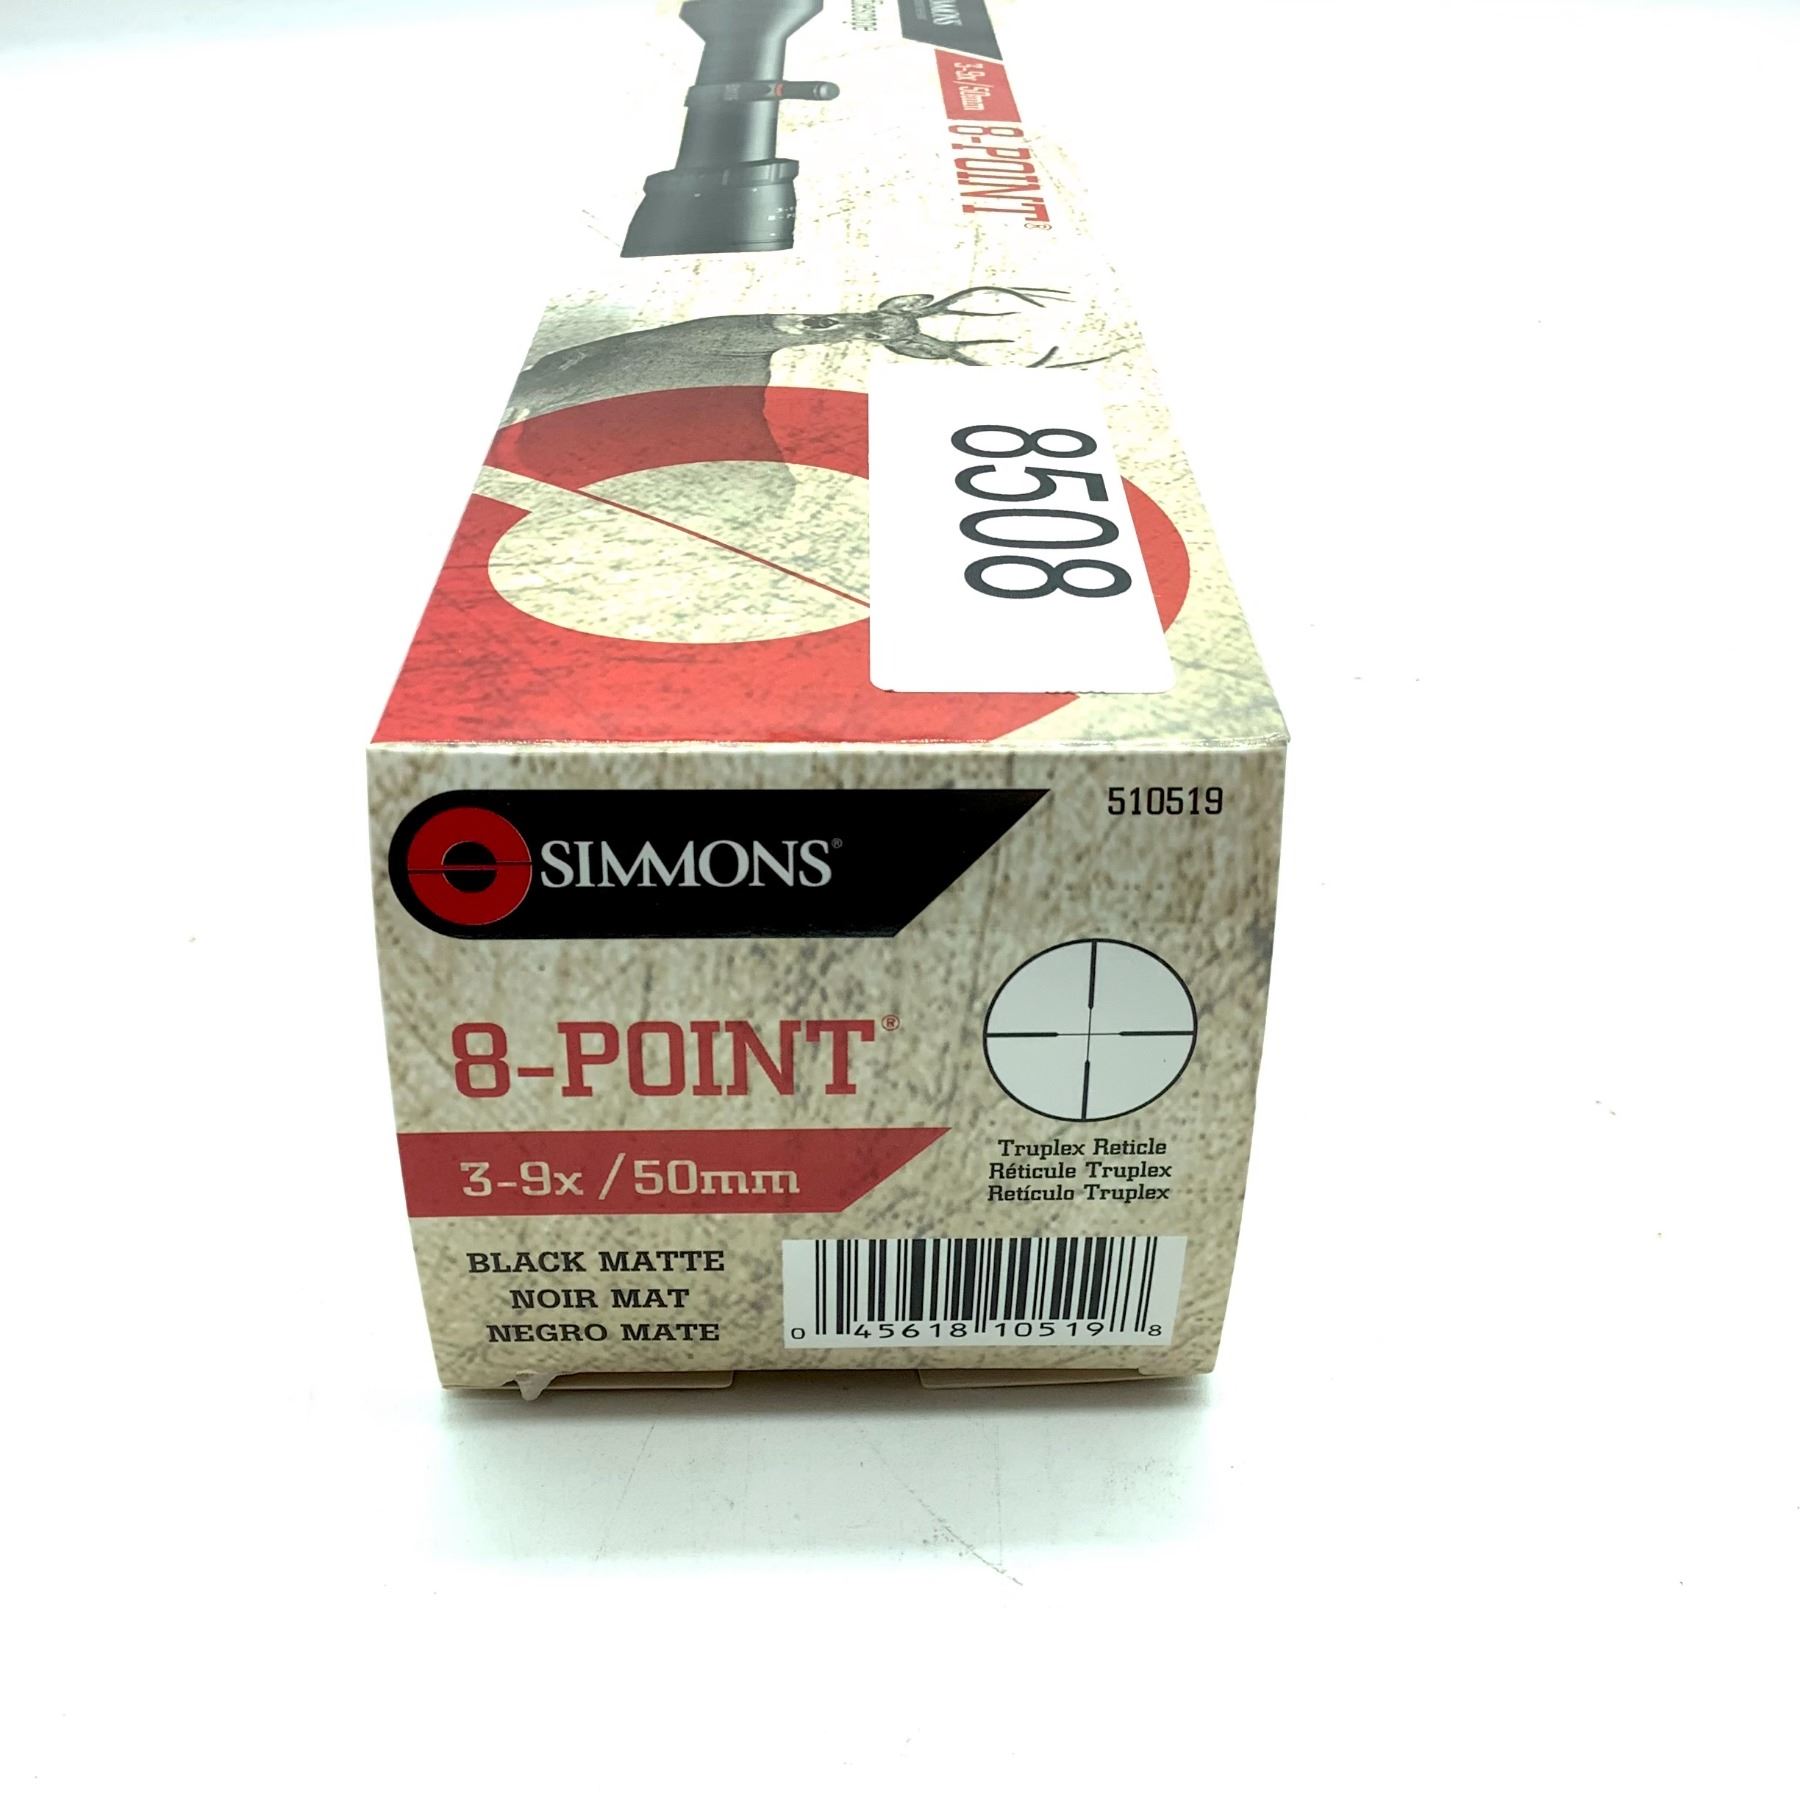 3-9x/50mm
8-POINT®
8508
SIMMONS®
510519
8-POINT®
3-9x/50mm
Truplex Reticle
Réticule Truplex
Retículo Truplex
BLACK MATTE
NOIR MAT
NEGRO MATE
0 45618 10519 8